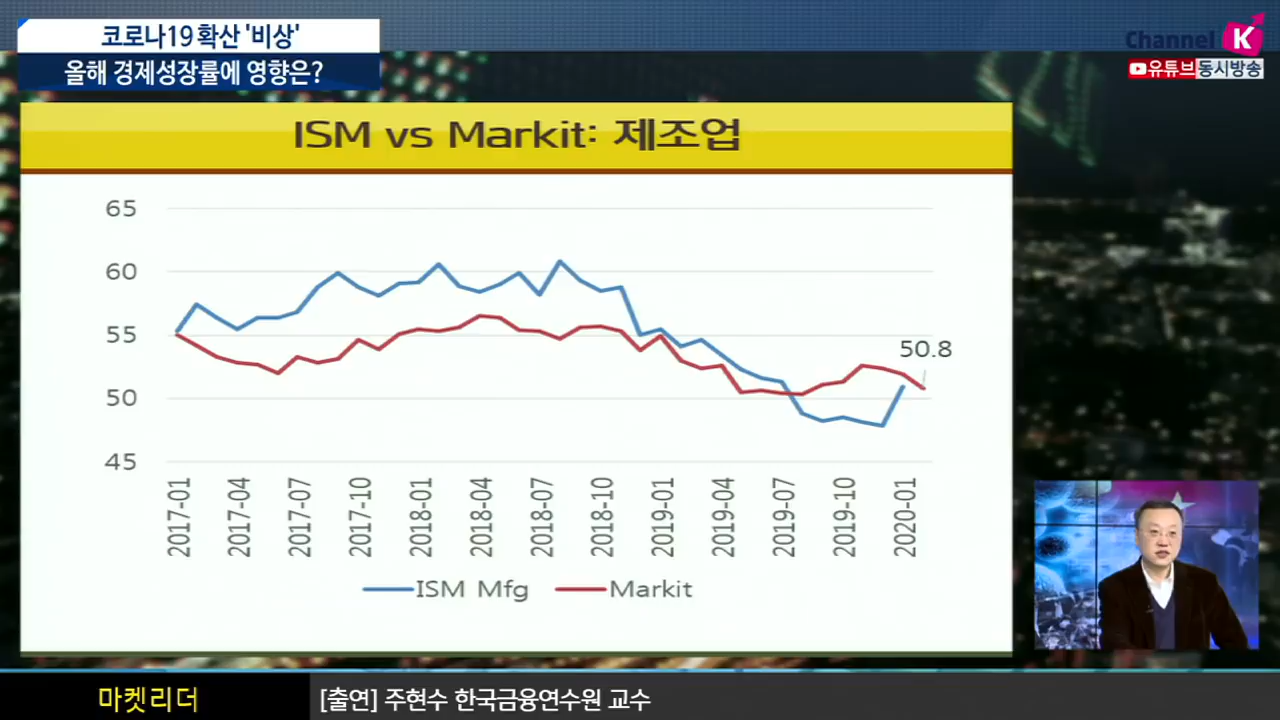 코로나19 확산 '비상'
올해 경제성장률에 영향은?
Channel K
유튜브 동시방송
ISM vs Markit: 제조업
65
60
55
50
45
50.8
2017-01
2017-04
2017-07
2017-10
2018-01
2018-04
2018-07
2018-10
2019-01
2019-04
2019-07
2019-10
2020-01
ISM Mfg
Markit
마켓리더
[출연] 주현수 한국금융연수원 교수